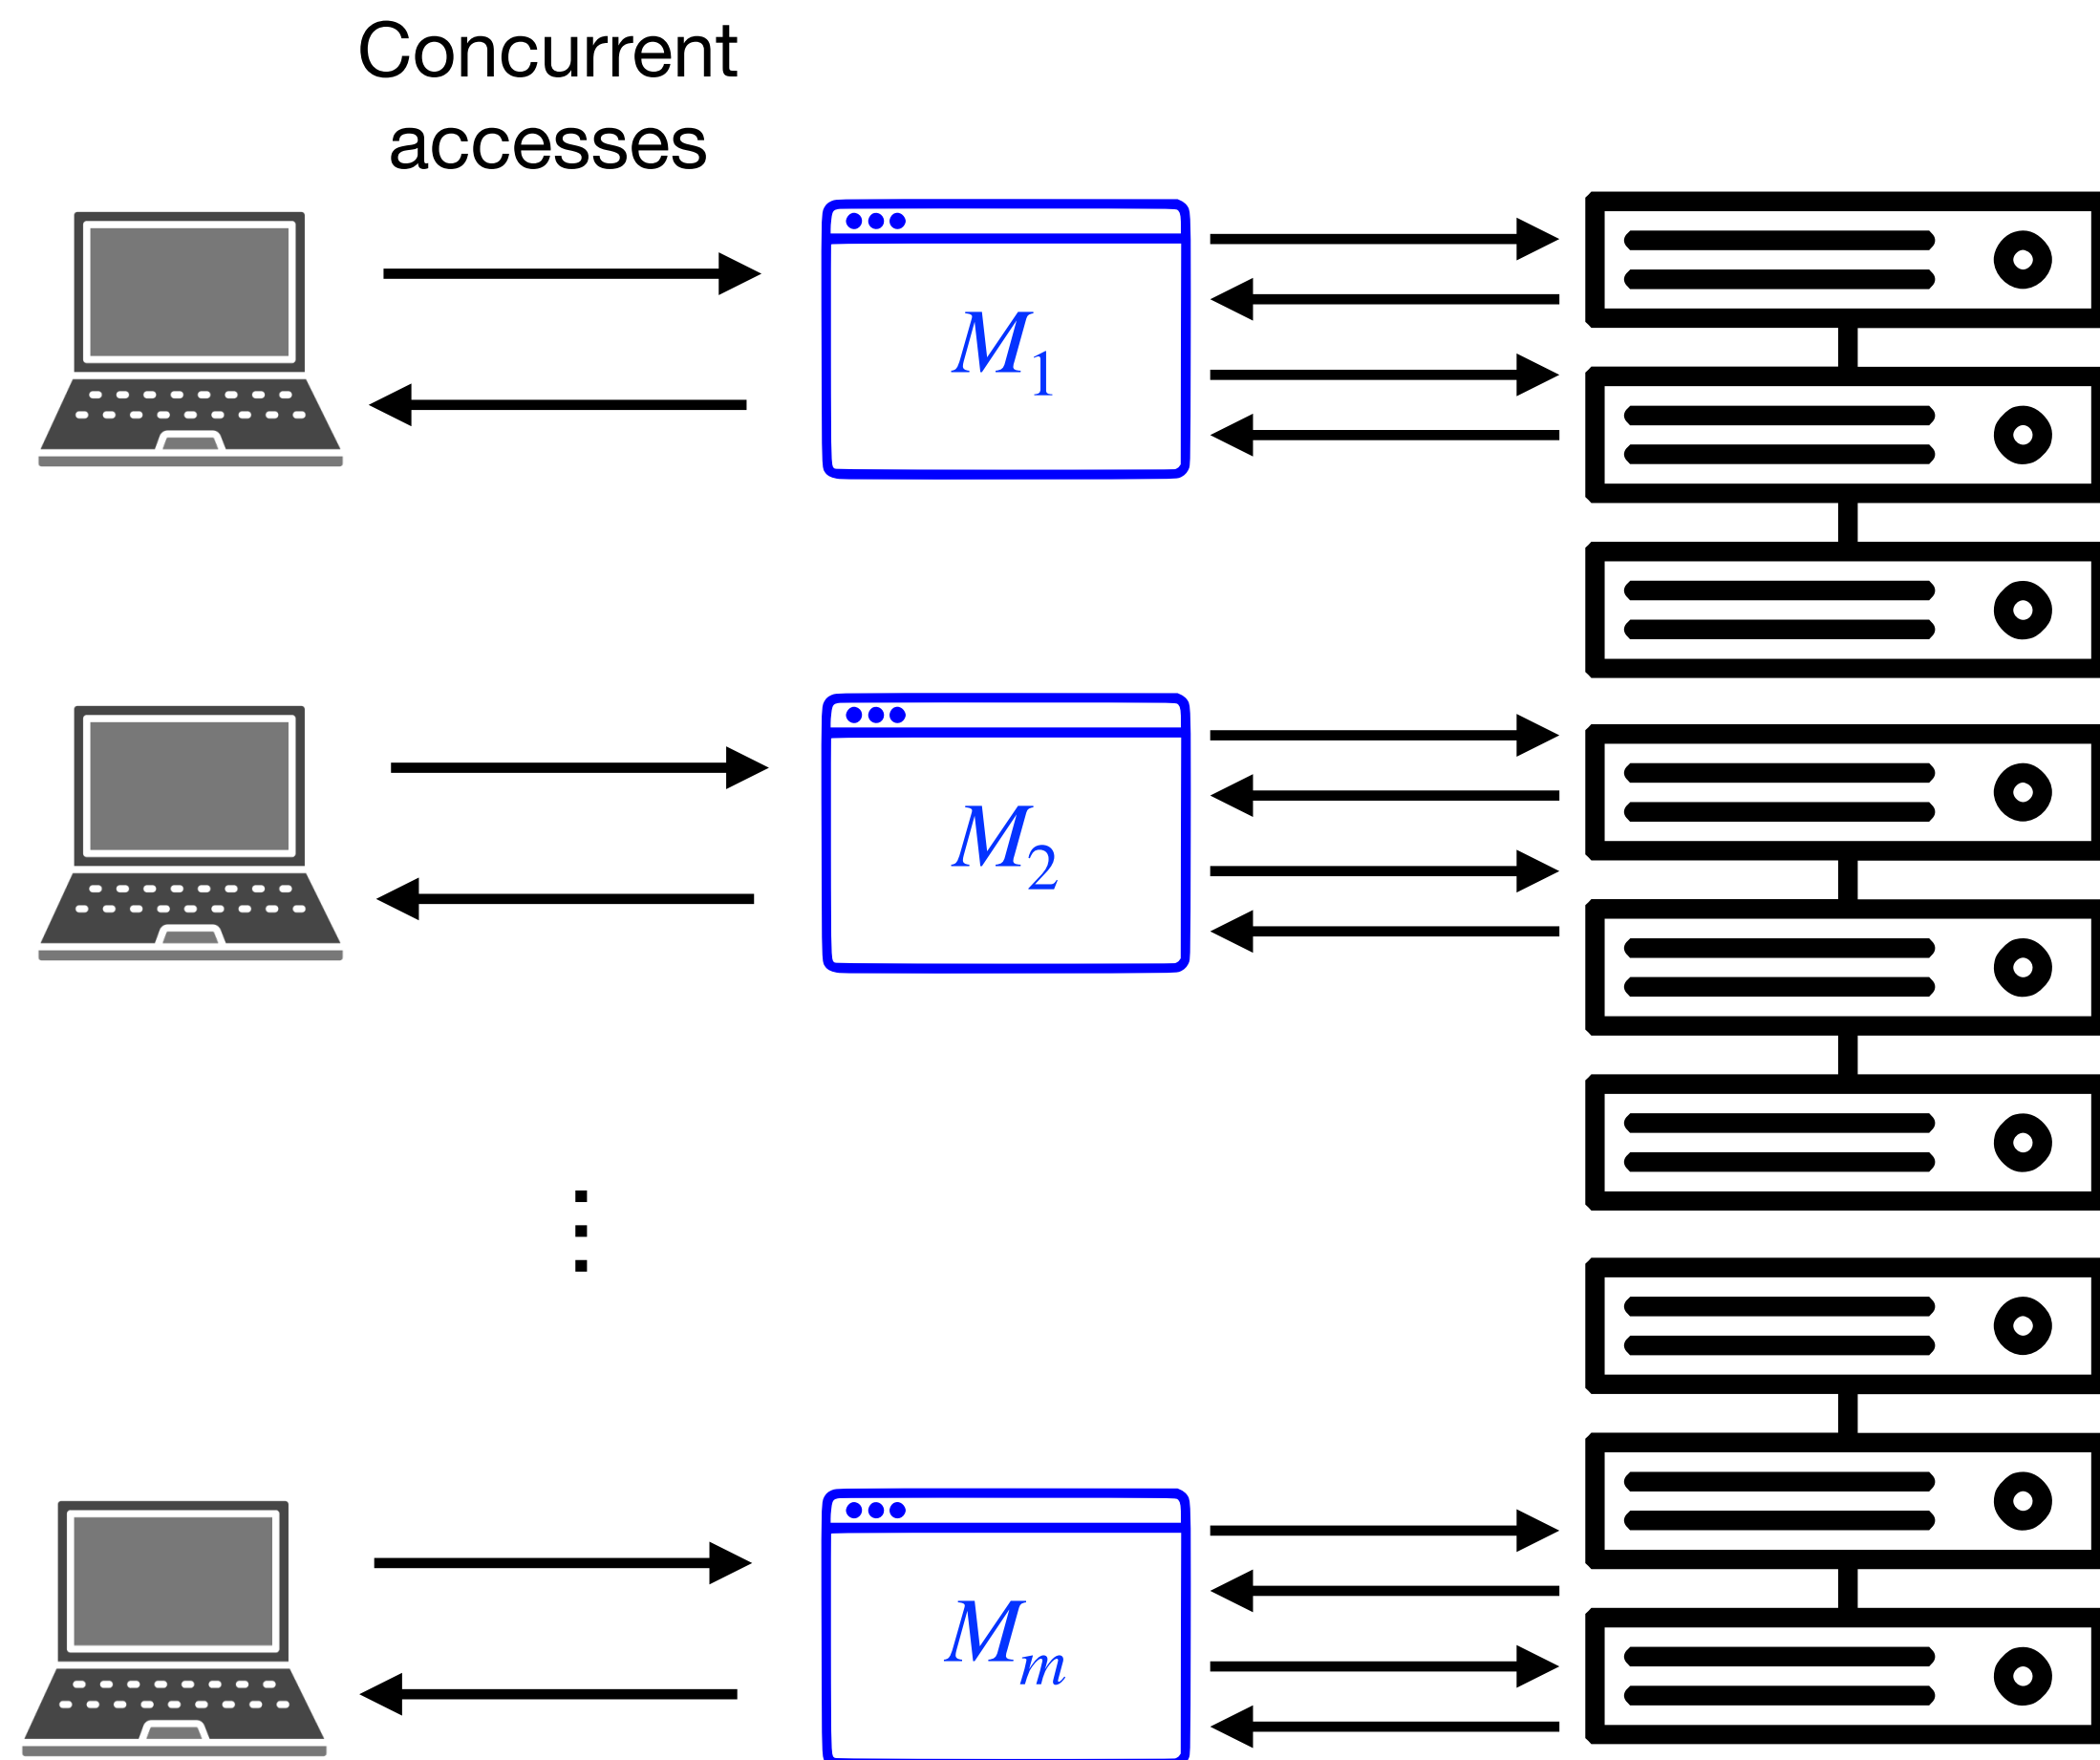 Concurrent
accesses
M₁
M₂
⋮
Mₘ